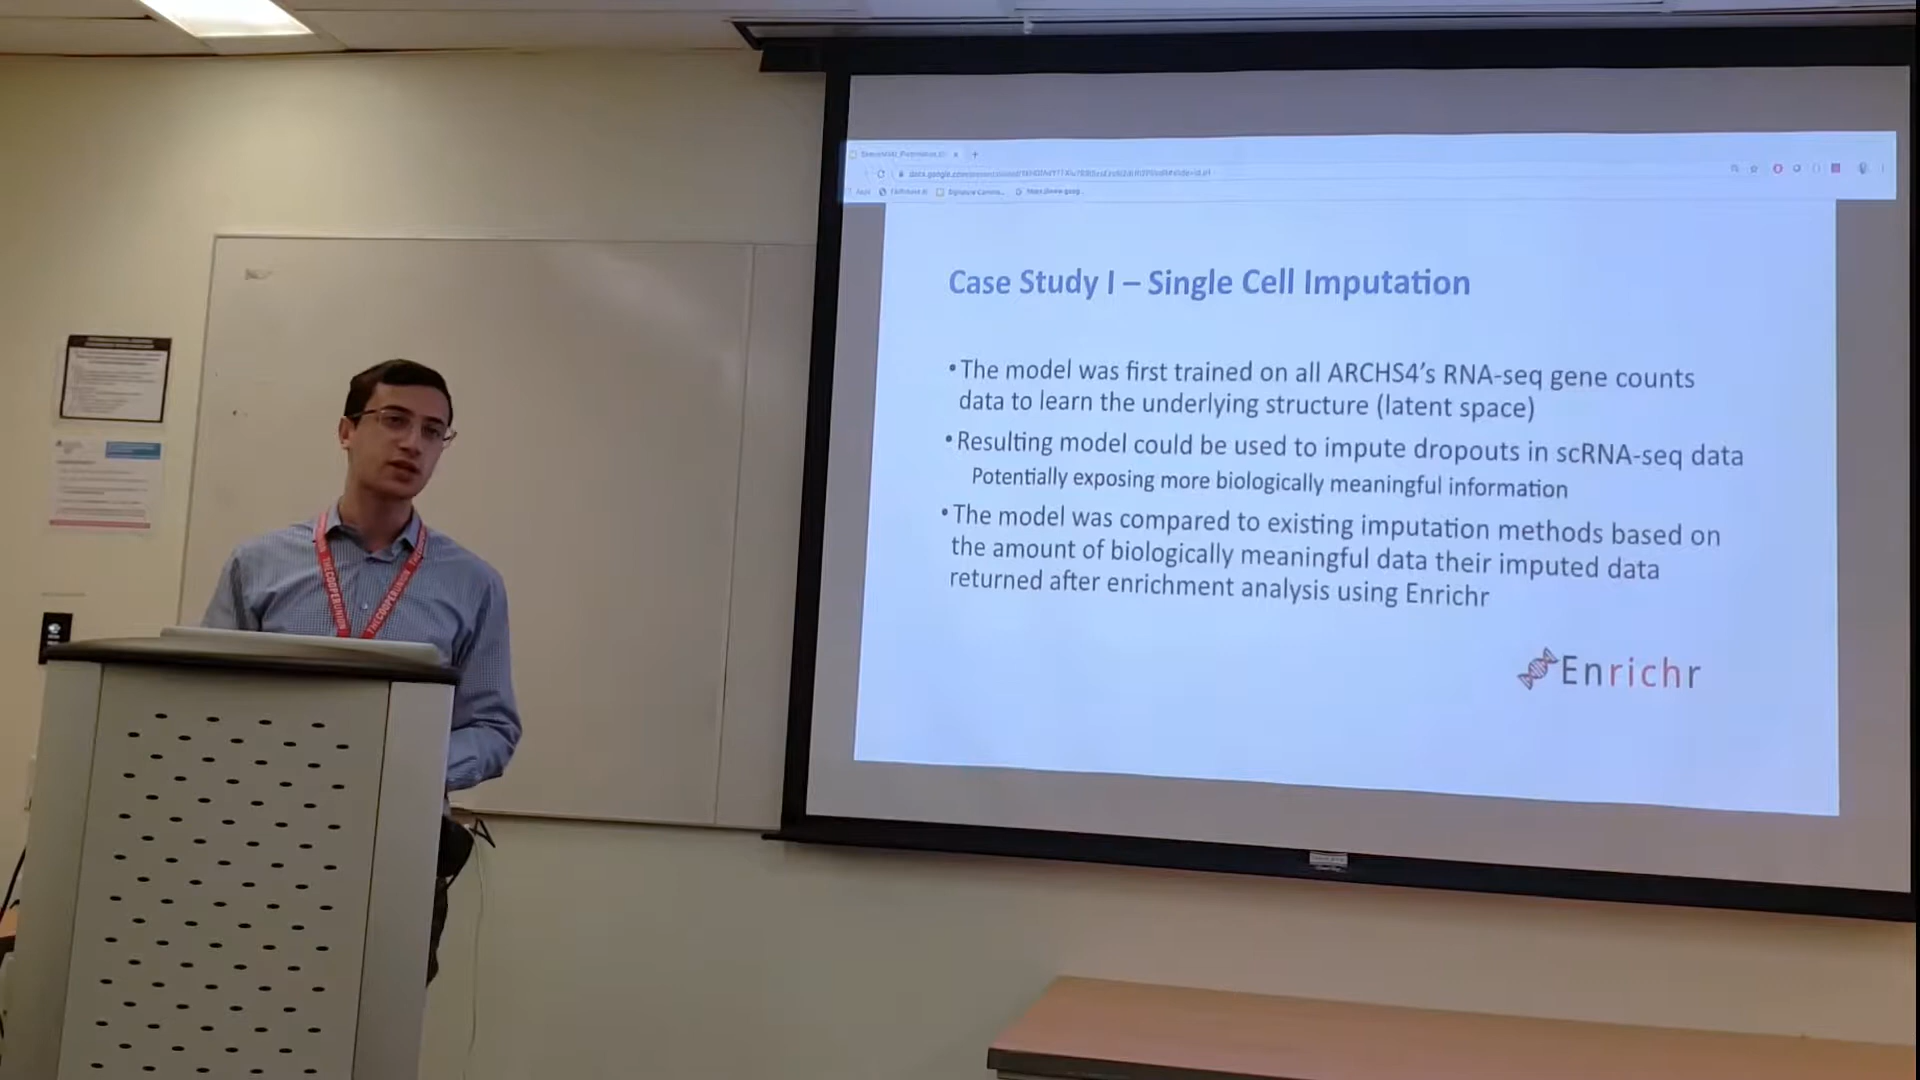 Case Study I – Single Cell Imputation
•The model was first trained on all ARCHS4's RNA-seq gene counts
data to learn the underlying structure (latent space)
•Resulting model could be used to impute dropouts in scRNA-seq data
Potentially exposing more biologically meaningful information
•The model was compared to existing imputation methods based on
the amount of biologically meaningful data their imputed data
returned after enrichment analysis using Enrichr
Enrichr
THECOOPERUNION
THECOOPERUNION